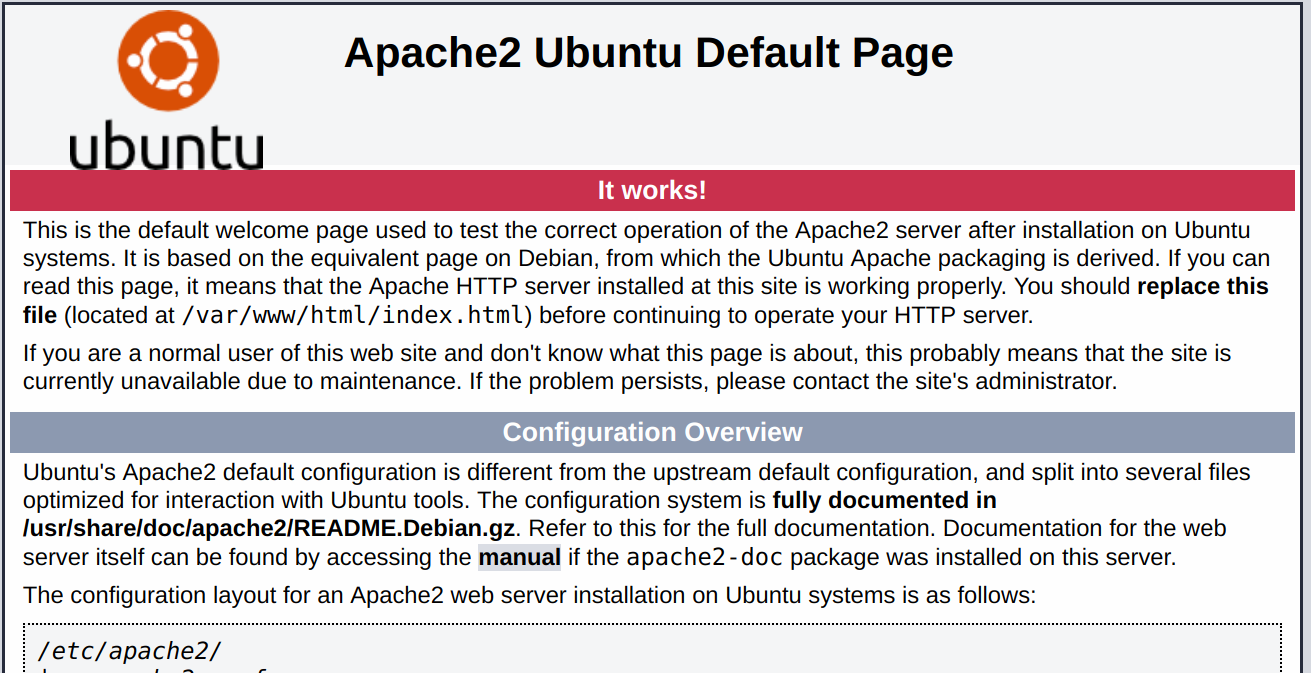 ubuntu
Apache2 Ubuntu Default Page
It works!
This is the default welcome page used to test the correct operation of the Apache2 server after installation on Ubuntu
systems. It is based on the equivalent page on Debian, from which the Ubuntu Apache packaging is derived. If you can
read this page, it means that the Apache HTTP server installed at this site is working properly. You should replace this
file (located at /var/www/html/index.html) before continuing to operate your HTTP server.
If you are a normal user of this web site and don't know what this page is about, this probably means that the site is
currently unavailable due to maintenance. If the problem persists, please contact the site's administrator.
Configuration Overview
Ubuntu's Apache2 default configuration is different from the upstream default configuration, and split into several files
optimized for interaction with Ubuntu tools. The configuration system is fully documented in
/usr/share/doc/apache2/README.Debian.gz. Refer to this for the full documentation. Documentation for the web
server itself can be found by accessing the manual if the apache2-doc package was installed on this server.
The configuration layout for an Apache2 web server installation on Ubuntu systems is as follows:
/etc/apache2/